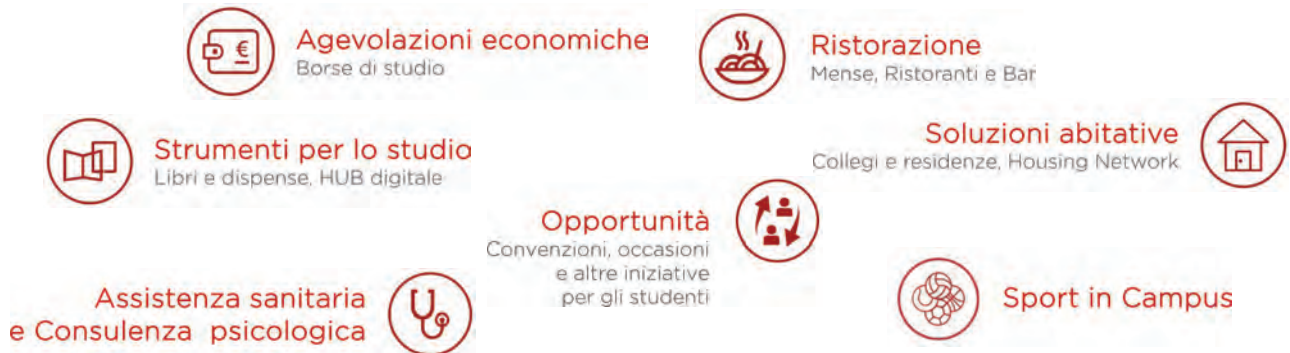 Agevolazioni economiche
Borse di studio
Ristorazione
Mense, Ristoranti e Bar
Strumenti per lo studio
Libri e dispense, HUB digitale
Soluzioni abitative
Collegi e residenze, Housing Network
Opportunità
Convenzioni, occasioni
e altre iniziative
per gli studenti
Assistenza sanitaria
e Consulenza psicologica
Sport in Campus